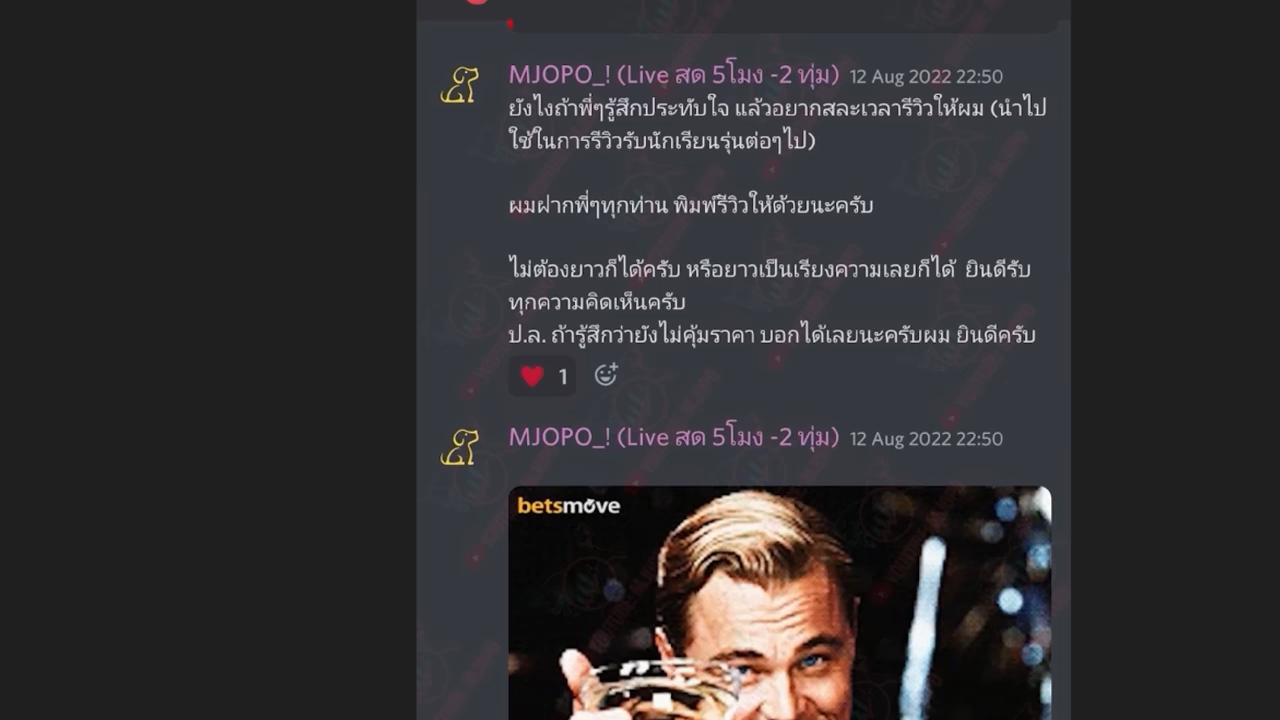 MJOPO_! (Live สด 5โมง -2 ทุ่ม) 12 Aug 2022 22:50
ยังไงถ้าพี่ๆรู้สึกประทับใจ แล้วอยากสละเวลารีวิวให้ผม (นำไป
ใช้ในการรีวิวรับนักเรียนรุ่นต่อๆไป)
ผมฝากพี่ๆทุกท่าน พิมพ์รีวิวให้ด้วยนะครับ
ไม่ต้องยาวก็ได้ครับ หรือยาวเป็นเรียงความเลยก็ได้ ยินดีรับ
ทุกความคิดเห็นครับ
ป.ล. ถ้ารู้สึกว่ายังไม่คุ้มราคา บอกได้เลยนะครับผม ยินดีครับ
1
MJOPO_! (Live สด 5โมง -2 ทุ่ม) 12 Aug 2022 22:50
betsmove